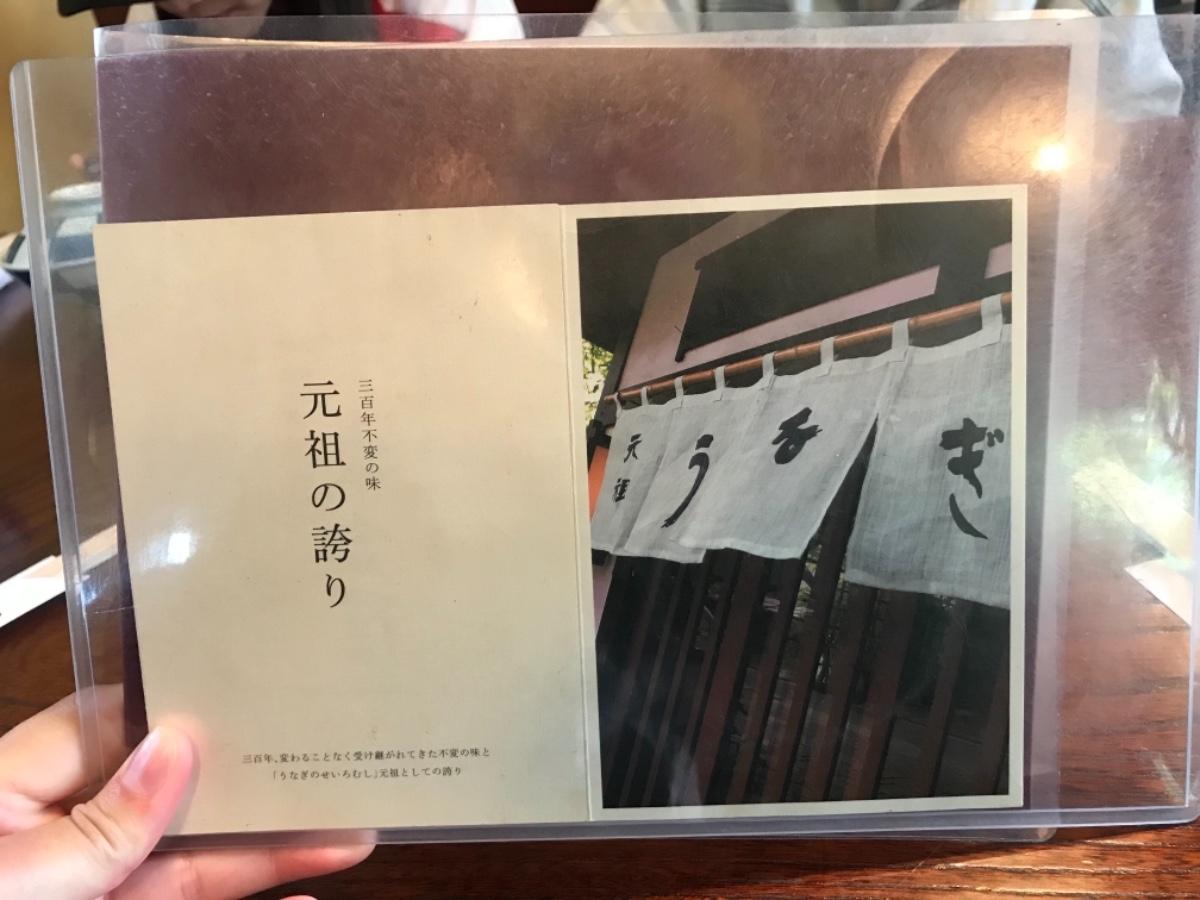 三百年不変の味
元祖の誇り
三百年、変わることなく受け継がれてきた不変の味と
「うなぎのせいろむし」元祖としての誇り
元祖
うなぎ